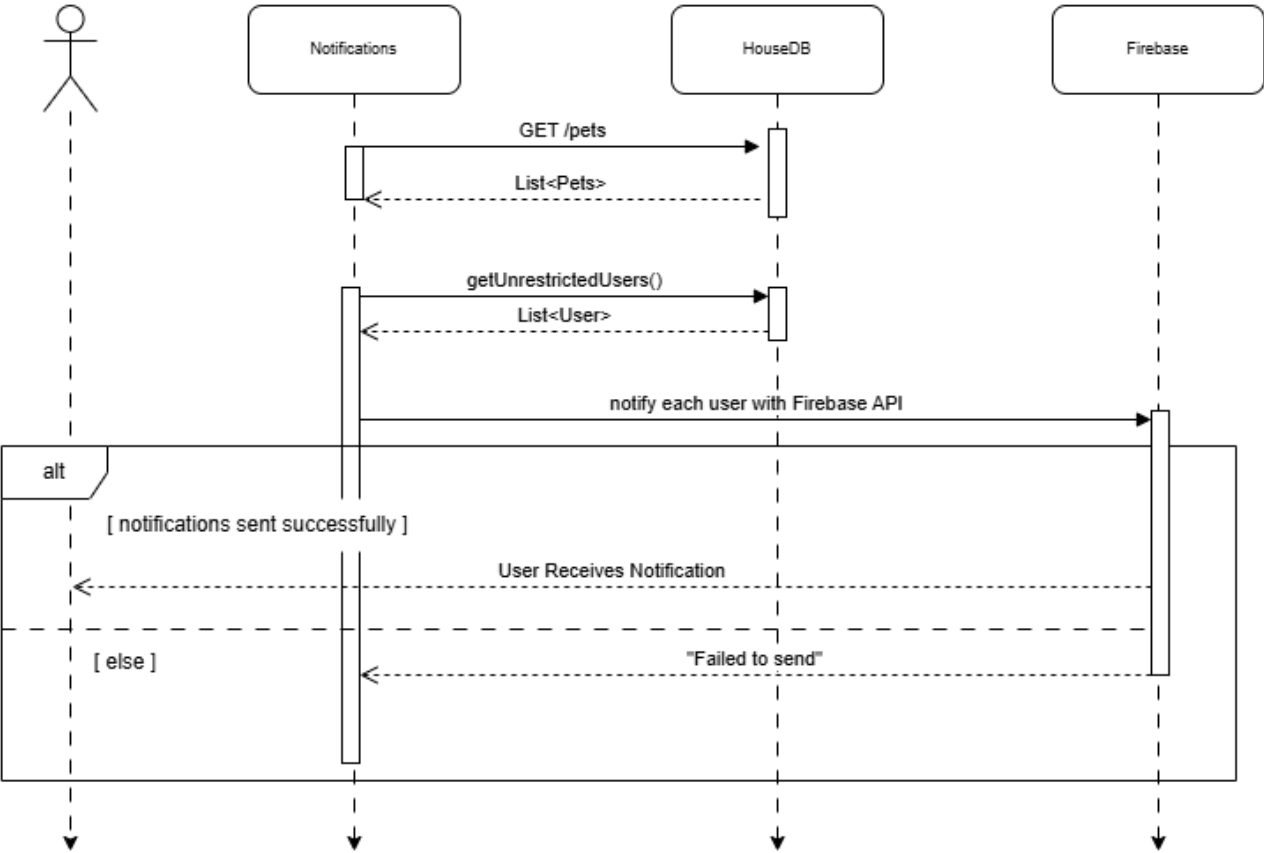 Notifications
HouseDB
Firebase
GET /pets
List<Pets>
getUnrestrictedUsers()
List<User>
notify each user with Firebase API
alt
[ notifications sent successfully ]
User Receives Notification
[ else ]
"Failed to send"